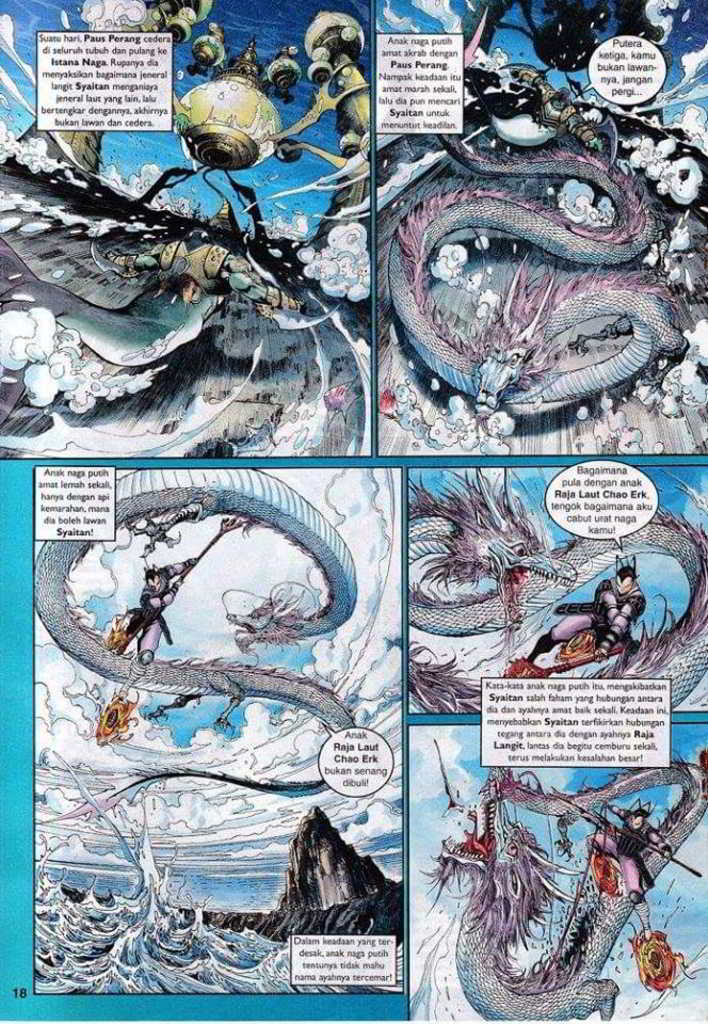 Suatu hari, Paus Perang cedera
di seluruh tubuh dan pulang ke
Istana Naga. Rupanya dia
menyaksikan bagaimana jeneral
langit Syaitan menganiaya
jeneral laut yang lain, lalu
bertengkar dengannya, akhirnya
bukan lawan dan cedera.
Anak naga putih
amat akrab dengan
Paus Perang.
Nampak keadaan itu
amat marah sekali,
lalu dia pun mencari
Syaitan untuk
menuntut keadilan.
Putera
ketiga, kamu
bukan lawan-
nya, jangan
pergi...
Anak naga putih
amat lemah sekali,
hanya dengan api
kemarahan, mana
dia boleh lawan
Syaitan!
Anak
Raja Laut
Chao Erk
bukan senang
dibuli!
Dalam keadaan yang ter-
desak, anak naga putih
tentunya tidak mahu
nama ayahnya tercemar!
Bagaimana
pula dengan anak
Raja Laut Chao Erk,
tengok bagaimana aku
cabut urat naga
kamu!
Kata-kata anak naga putih itu, mengakibatkan
Syaitan salah faham yang hubungan antara
dia dan ayahnya amat baik sekali. Keadaan ini,
menyebabkan Syaitan terfikirkan hubungan
tegang antara dia dengan ayahnya Raja
Langit, lantas dia begitu cemburu sekali,
terus melakukan kesalahan besar!
18